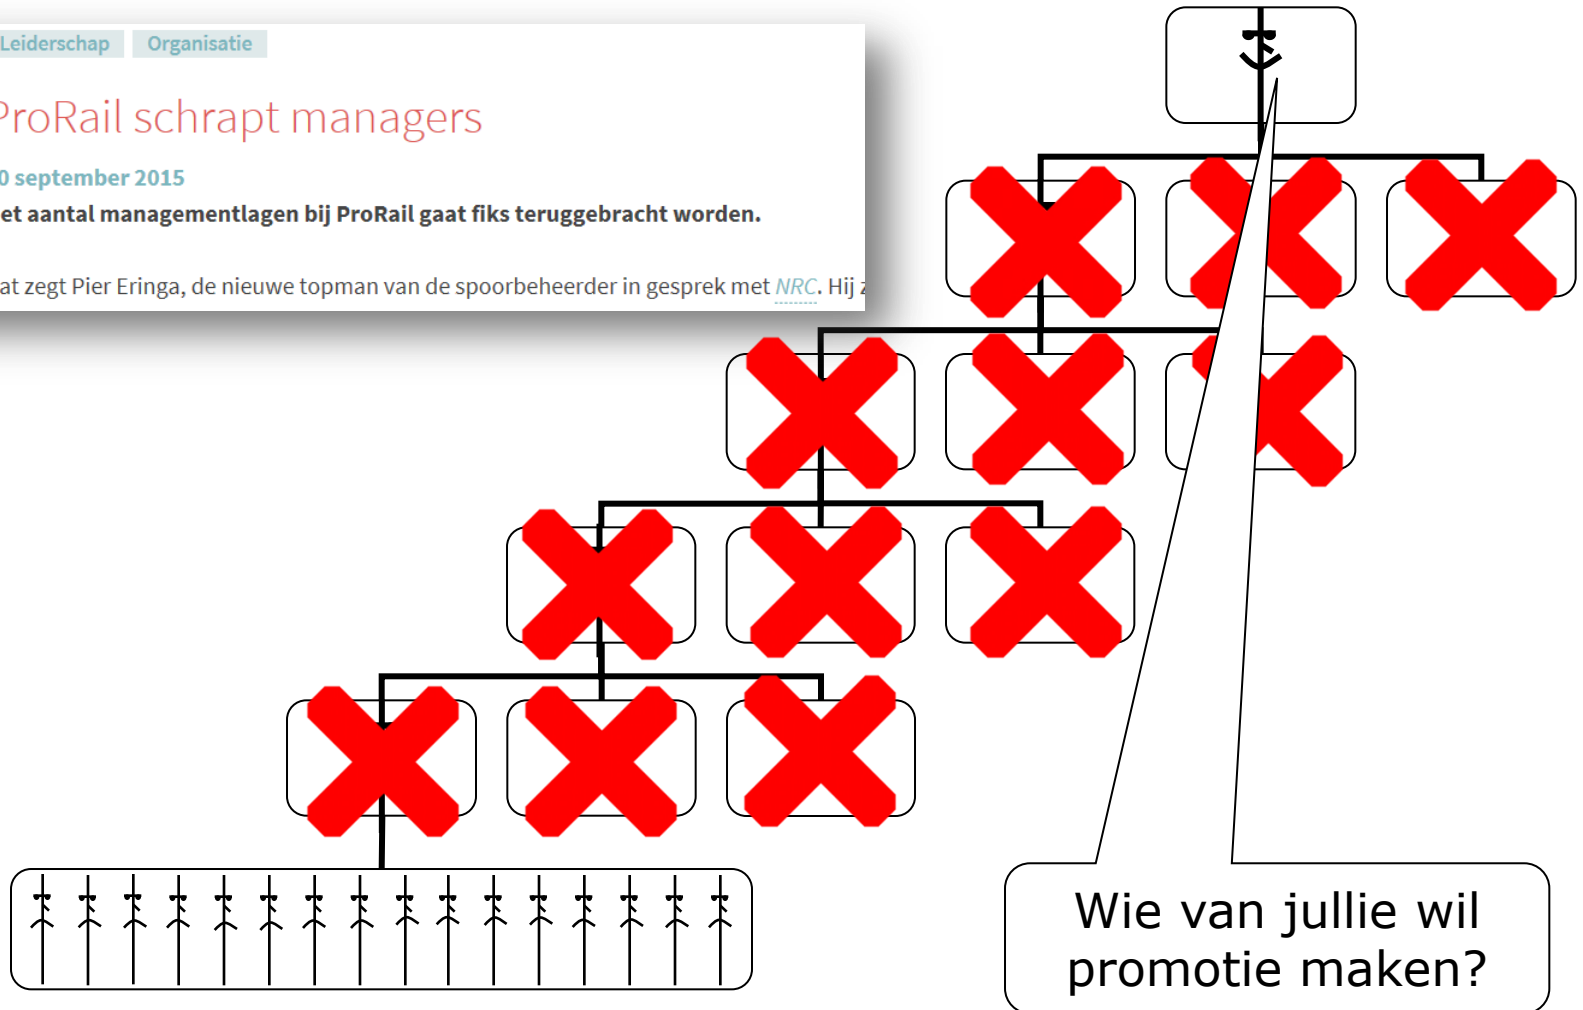 Leiderschap Organisatie
ProRail schrapt managers
0 september 2015
et aantal managementlagen bij ProRail gaat fiks teruggebracht worden.
at zegt Pier Eringa, de nieuwe topman van de spoorbeheerder in gesprek met NRC. Hij z
Wie van jullie wil
promotie maken?